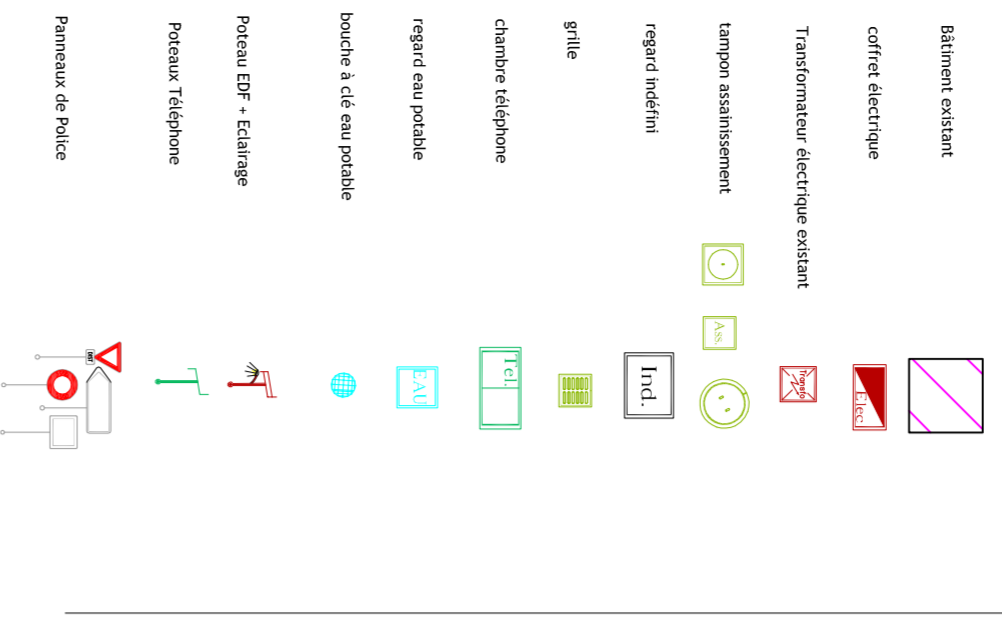 Bâtiment existant
coffret électrique
Elec
Transformateur électrique existant
Transfo
tampon assainissement
Ass.
regard indéfini
Ind.
grille
chambre téléphone
Tel.
regard eau potable
EAU
bouche à clé eau potable
Poteau EDF + Eclairage
Poteaux Téléphone
Panneaux de Police